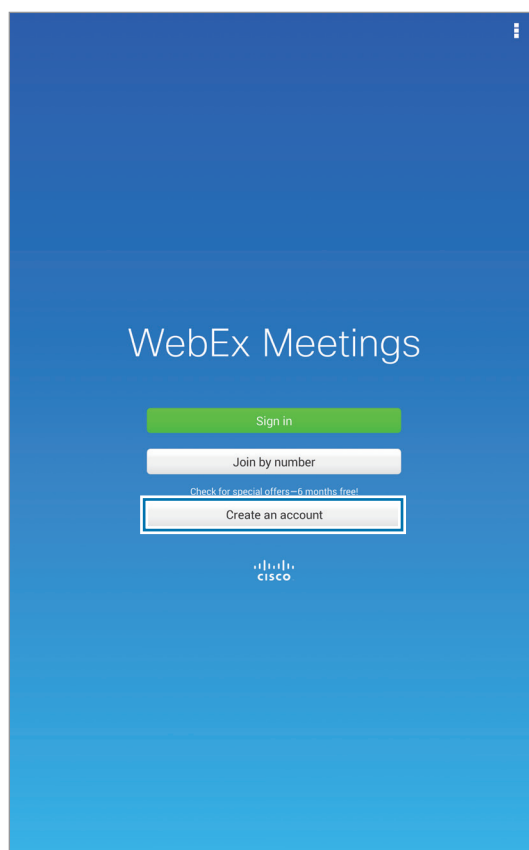 WebEx Meetings
Sign in
Join by number
Check for special offers—6 months free!
Create an account
CISCO